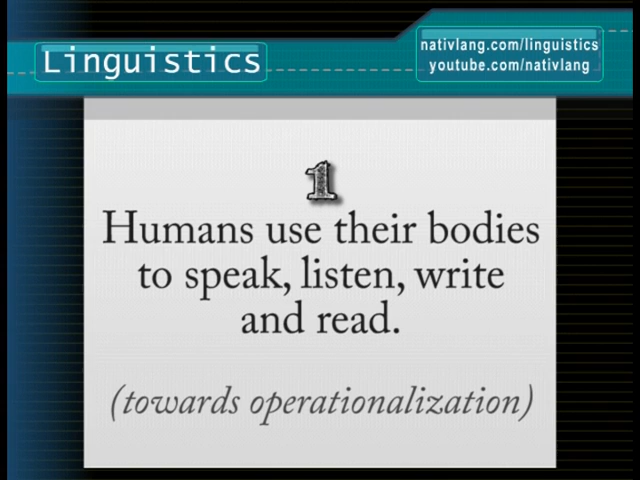 Linguistics
nativlang.com/linguistics
youtube.com/nativlang
1
Humans use their bodies
to speak, listen, write
and read.
(towards operationalization)